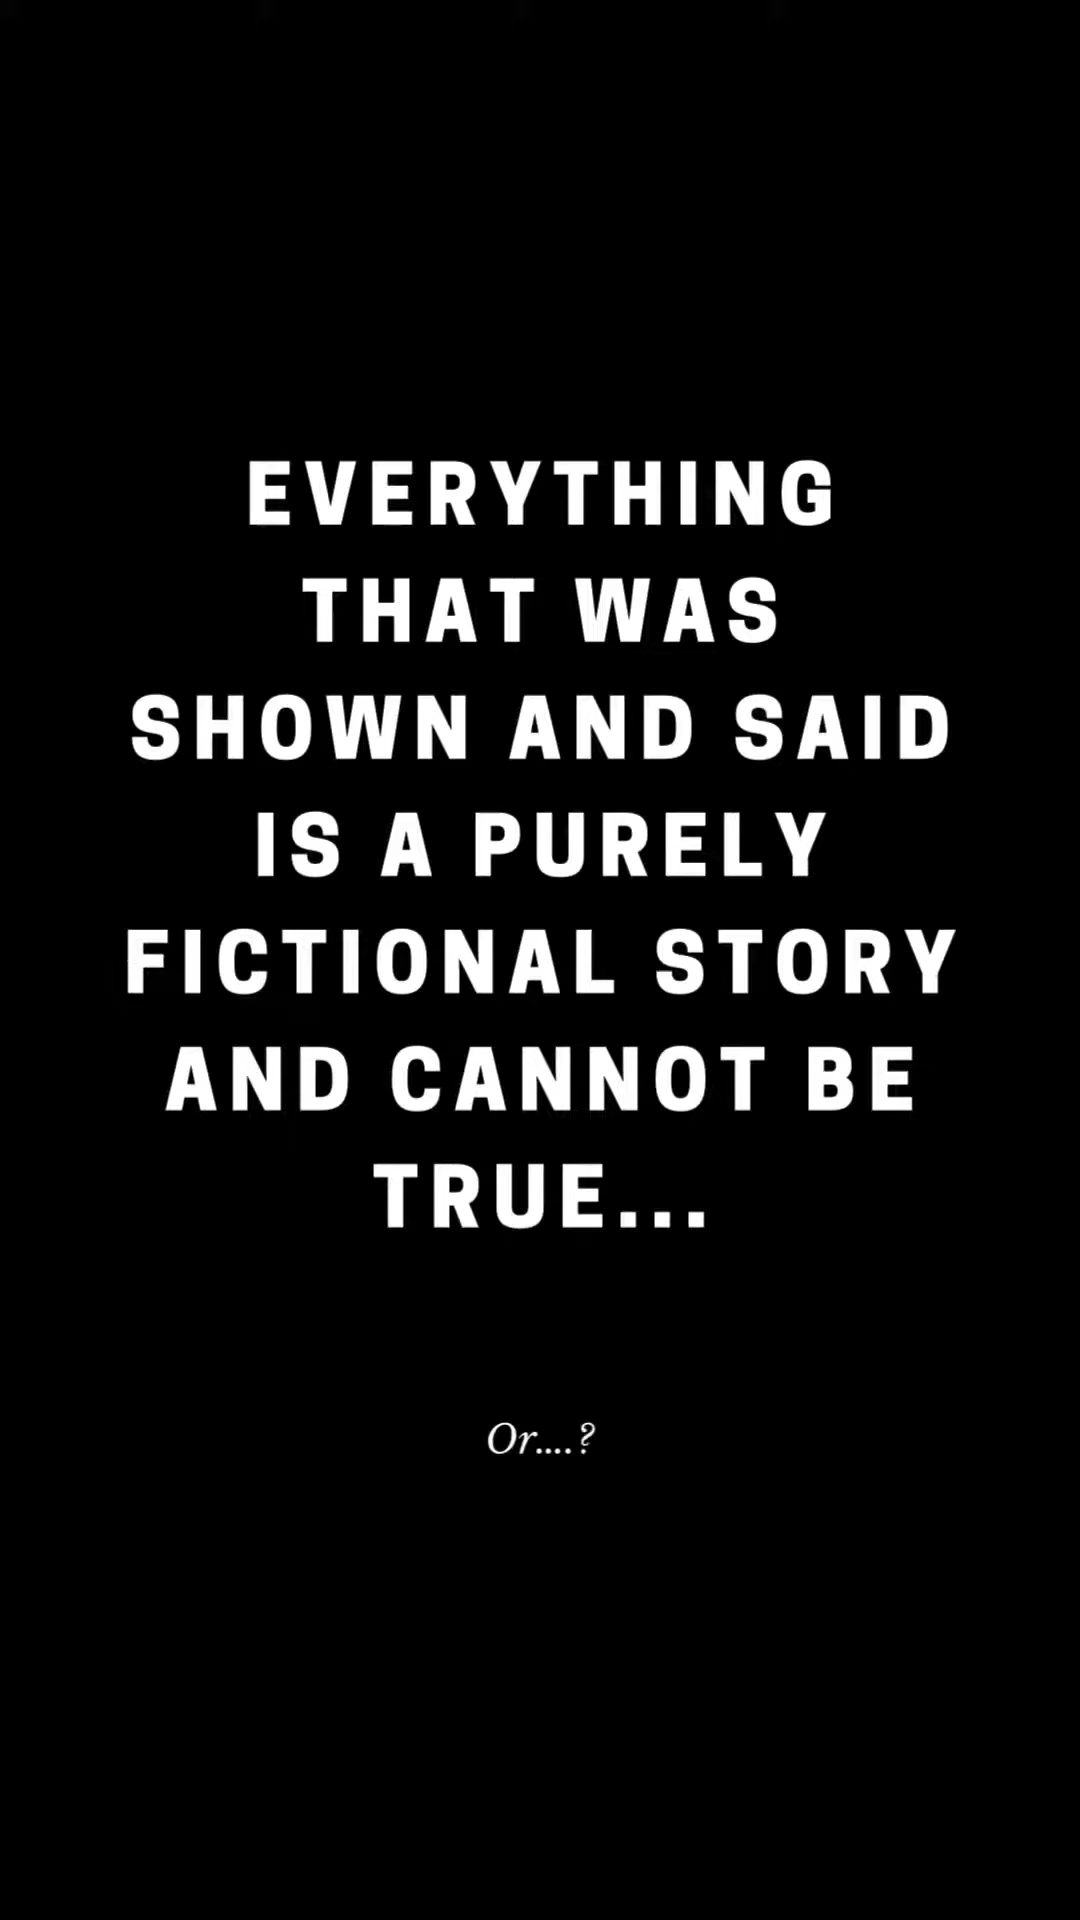 EVERYTHING
THAT WAS
SHOWN AND SAID
IS A PURELY
FICTIONAL STORY
AND CANNOT BE
TRUE...
Or....?